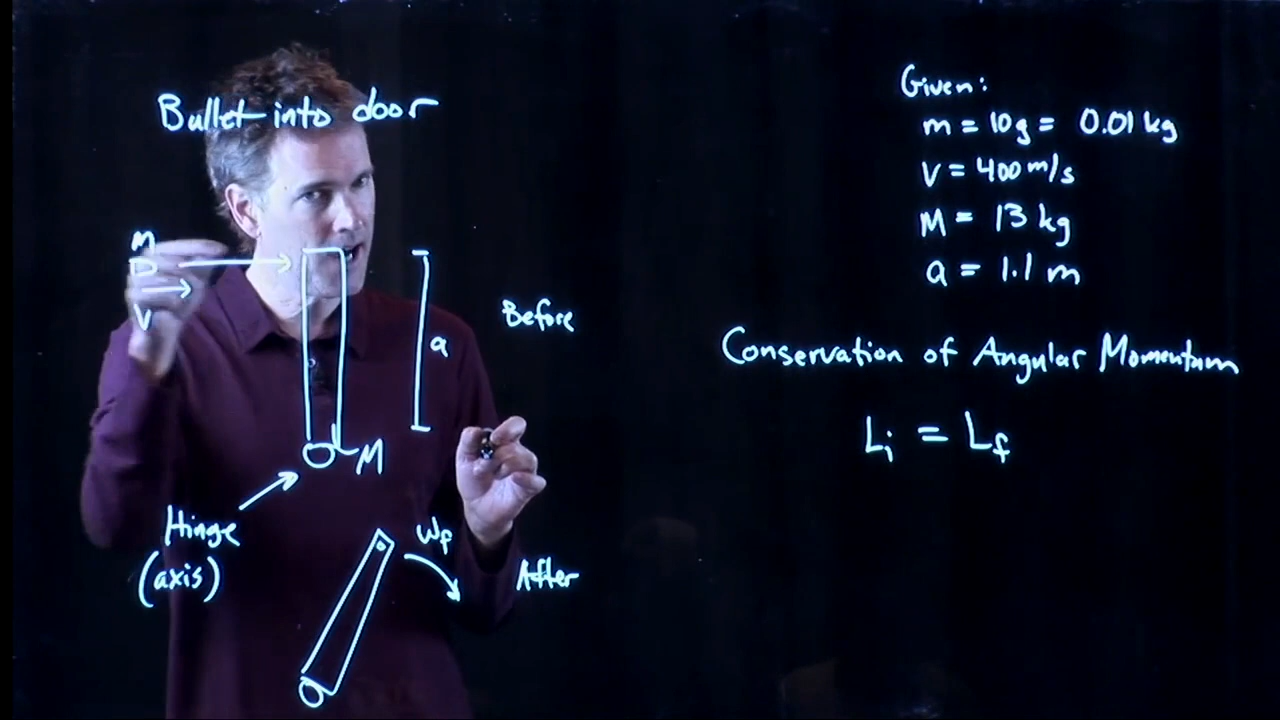 Bullet into door
m
v
a
Before
M
Hinge
(axis)
ωf
After
Given:
m = 10g = 0.01 kg
v = 400 m/s
M = 13 kg
a = 1.1 m
Conservation of Angular Momentum
Li = Lf